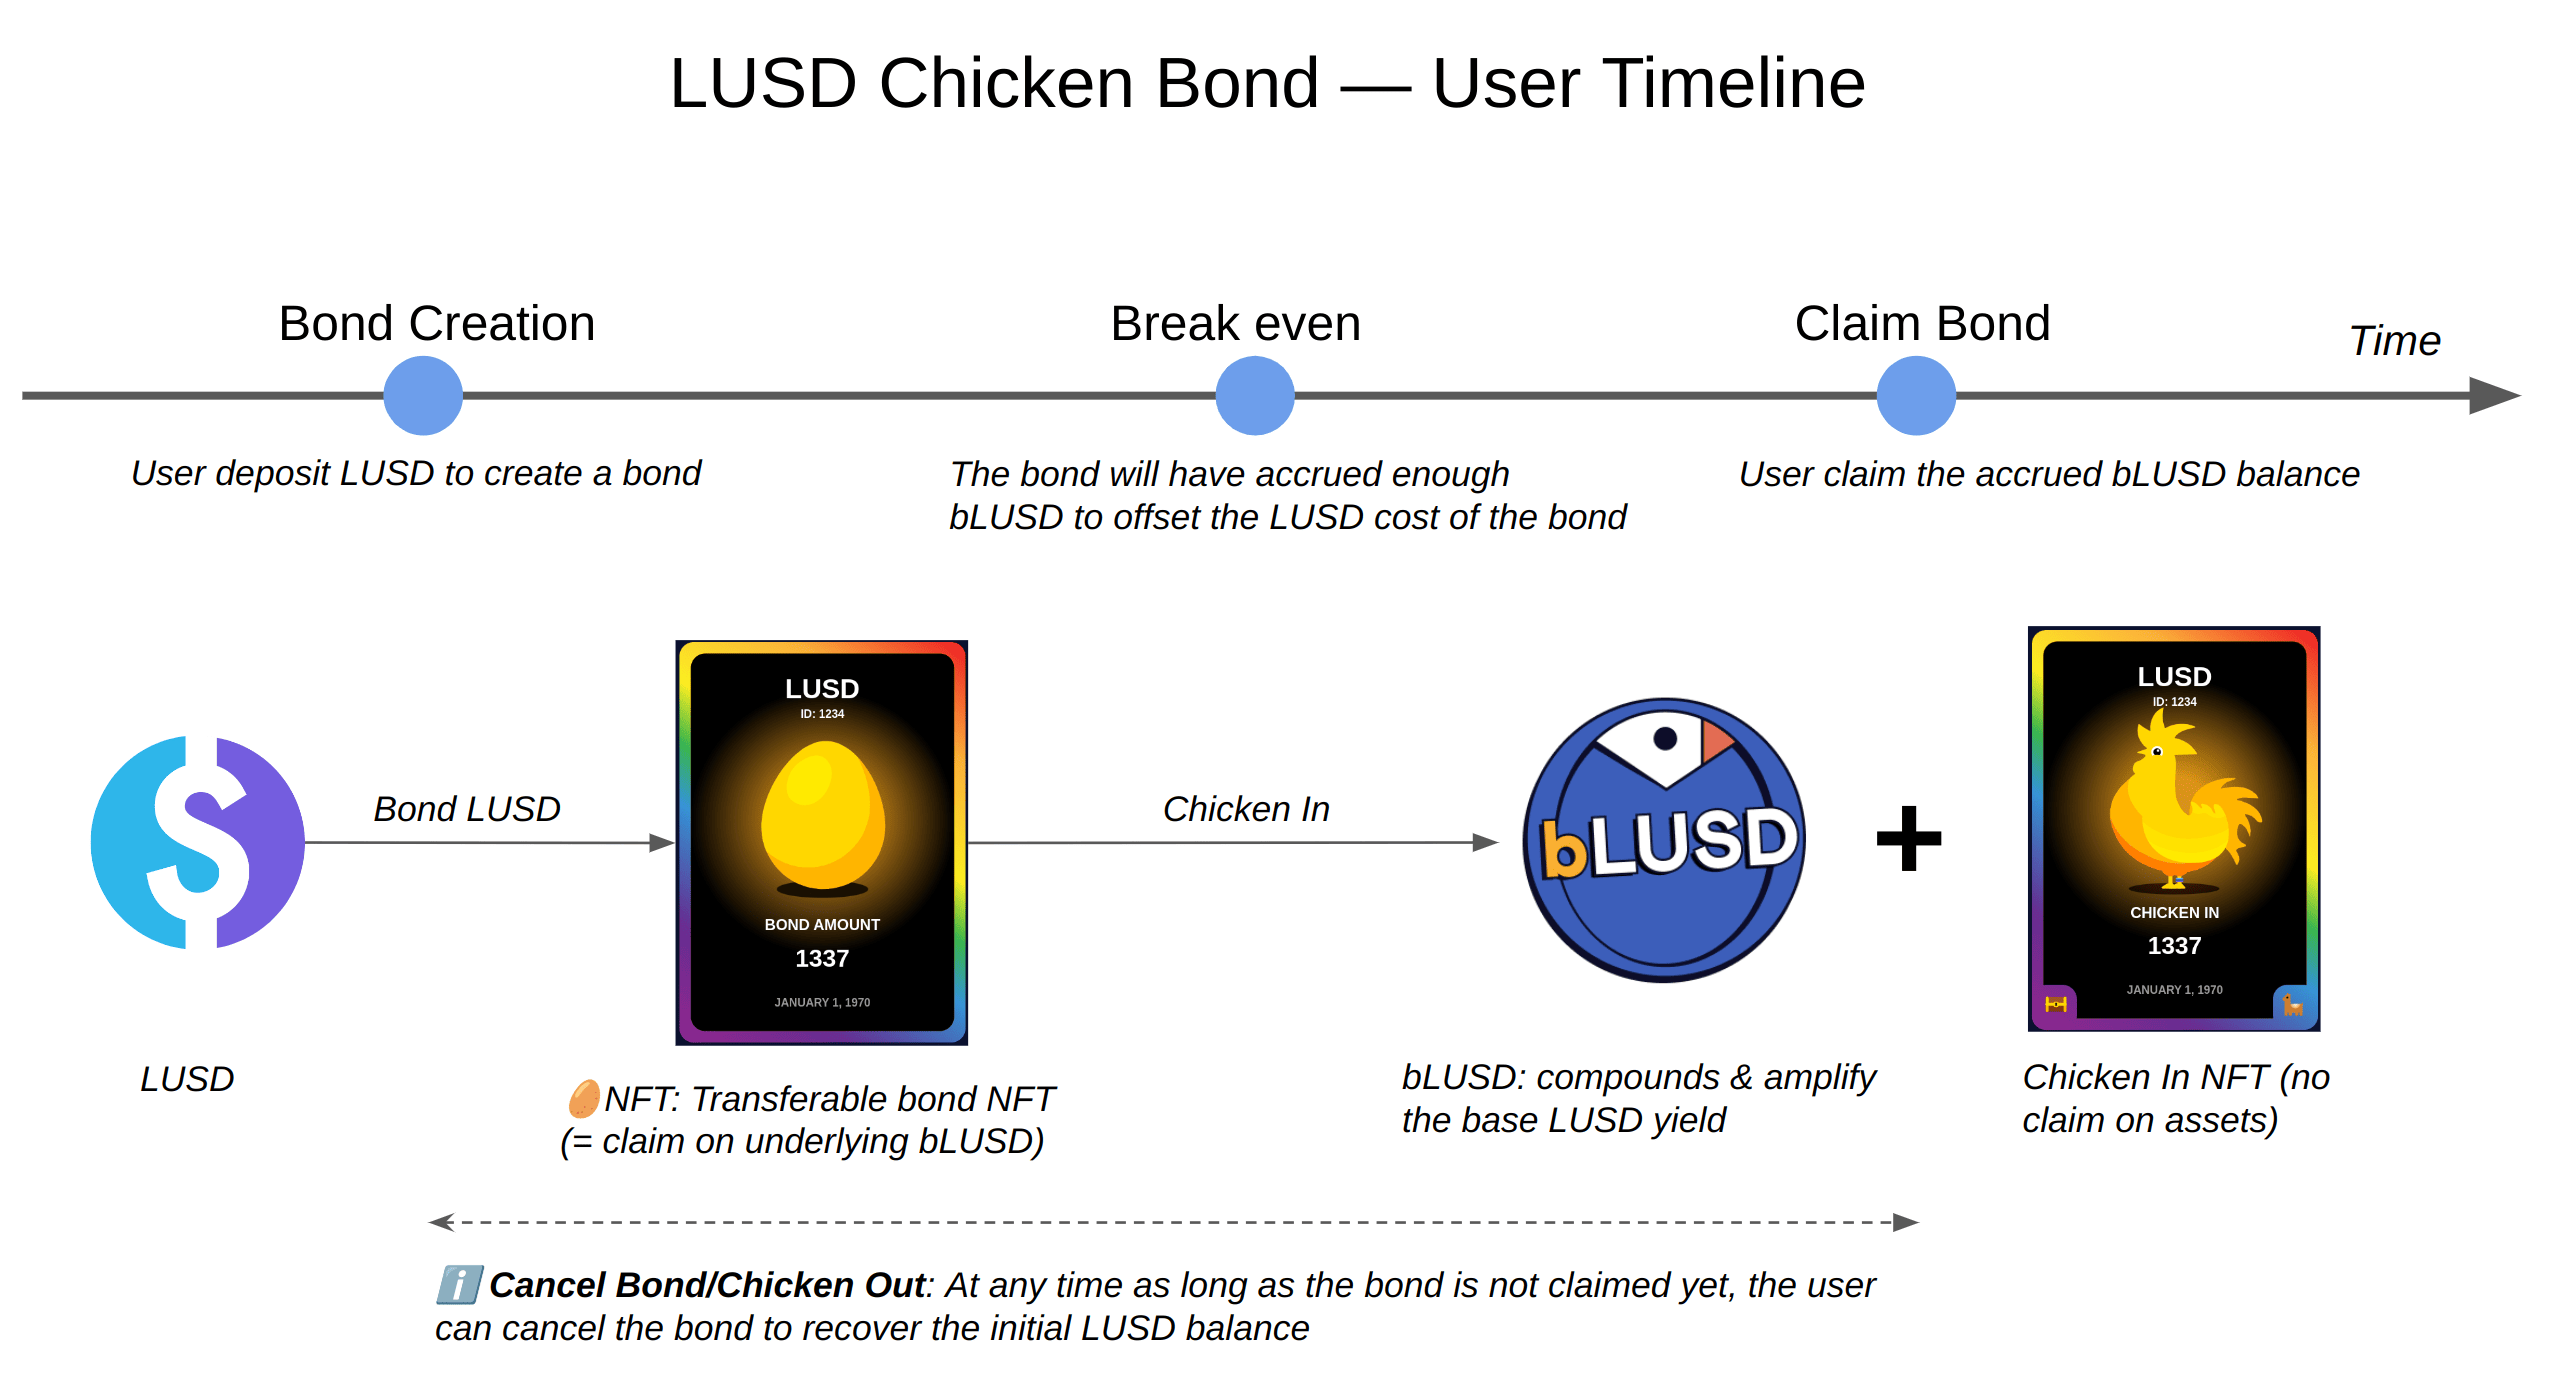 LUSD Chicken Bond — User Timeline
Bond Creation
Break even
Claim Bond
Time
User deposit LUSD to create a bond
The bond will have accrued enough
bLUSD to offset the LUSD cost of the bond
User claim the accrued bLUSD balance
Bond LUSD
LUSD
ID: 1234
BOND AMOUNT
1337
JANUARY 1, 1970
Chicken In
bLUSD
+
LUSD
ID: 1234
CHICKEN IN
1337
JANUARY 1, 1970
LUSD
🥚NFT: Transferable bond NFT
(= claim on underlying bLUSD)
bLUSD: compounds & amplify
the base LUSD yield
Chicken In NFT (no
claim on assets)
ℹ️ Cancel Bond/Chicken Out: At any time as long as the bond is not claimed yet, the user
can cancel the bond to recover the initial LUSD balance